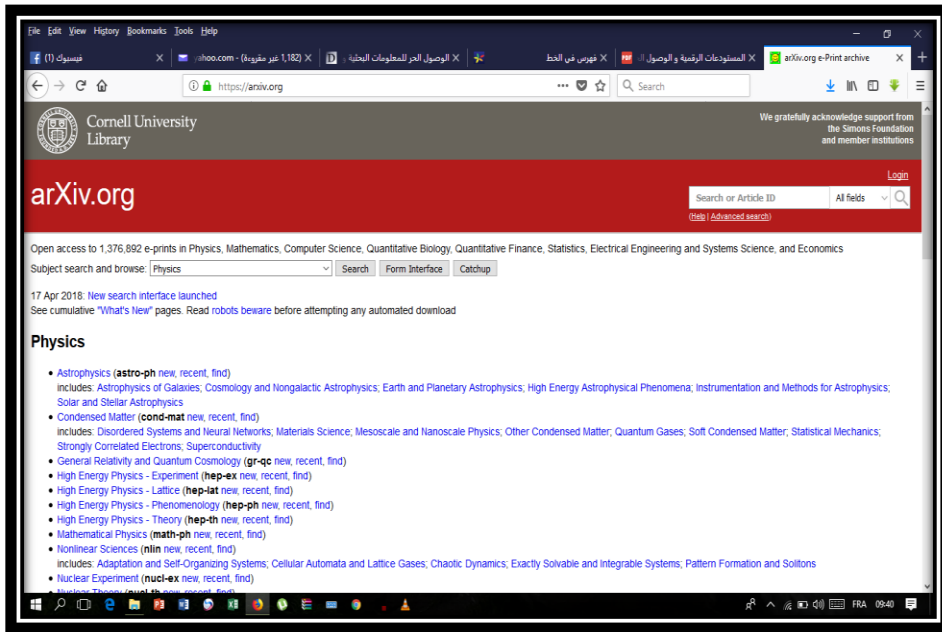 File Edit View History Bookmarks Tools Help
فيسبوك (1)
yahoo.com - (1,182 غير مقروءة)
الوصول الحر للمعلومات البحثية
فهرس في الخط
المستودعات الرقمية و الوصول
arXiv.org e-Print archive
https://arxiv.org
Search
Cornell University
Library
We gratefully acknowledge support from
the Simons Foundation
and member institutions
Login
arXiv.org
Search or Article ID All fields
(Help | Advanced search)
Open access to 1,376,892 e-prints in Physics, Mathematics, Computer Science, Quantitative Biology, Quantitative Finance, Statistics, Electrical Engineering and Systems Science, and Economics
Subject search and browse: Physics Search Form Interface Catchup
17 Apr 2018: New search interface launched
See cumulative "What's New" pages. Read robots beware before attempting any automated download
Physics
• Astrophysics (astro-ph new, recent, find)
includes: Astrophysics of Galaxies; Cosmology and Nongalactic Astrophysics; Earth and Planetary Astrophysics; High Energy Astrophysical Phenomena; Instrumentation and Methods for Astrophysics;
Solar and Stellar Astrophysics
• Condensed Matter (cond-mat new, recent, find)
includes: Disordered Systems and Neural Networks; Materials Science; Mesoscale and Nanoscale Physics; Other Condensed Matter; Quantum Gases; Soft Condensed Matter; Statistical Mechanics;
Strongly Correlated Electrons; Superconductivity
• General Relativity and Quantum Cosmology (gr-qc new, recent, find)
• High Energy Physics - Experiment (hep-ex new, recent, find)
• High Energy Physics - Lattice (hep-lat new, recent, find)
• High Energy Physics - Phenomenology (hep-ph new, recent, find)
• High Energy Physics - Theory (hep-th new, recent, find)
• Mathematical Physics (math-ph new, recent, find)
• Nonlinear Sciences (nlin new, recent, find)
includes: Adaptation and Self-Organizing Systems; Cellular Automata and Lattice Gases; Chaotic Dynamics; Exactly Solvable and Integrable Systems; Pattern Formation and Solitons
• Nuclear Experiment (nucl-ex new, recent, find)
• Nuclear Theory (nucl-th new, recent, find)
FRA 09:40